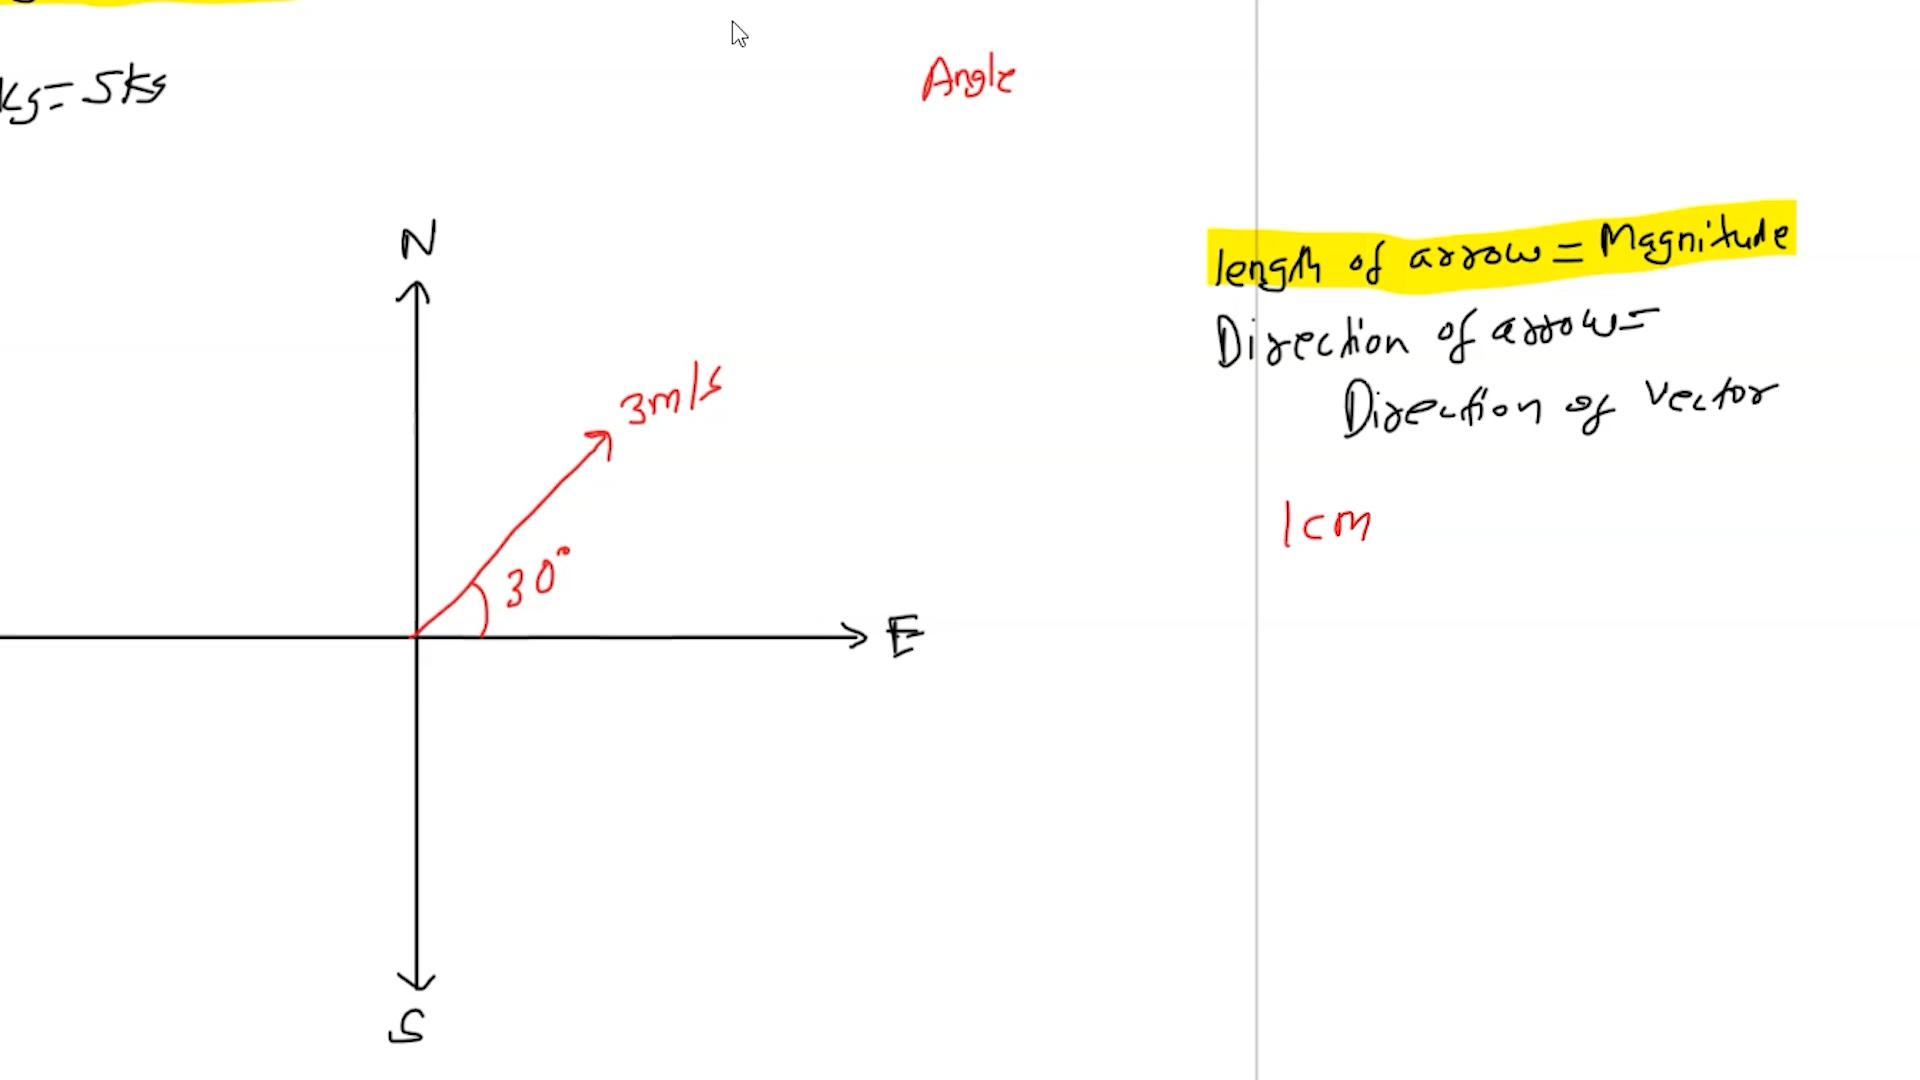 kg= 5kg
Angle
N
length of arrow = Magnitude
Direction of arrow=
Direction of vector
3m/s
1cm
30°
E
S